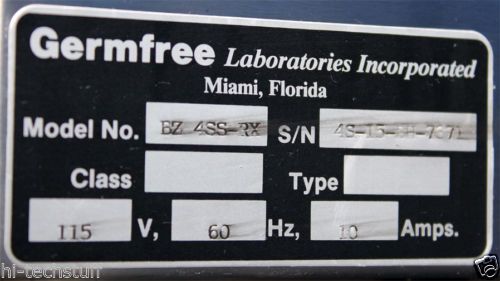 Germfree Laboratories Incorporated
Miami, Florida
Model No. BZ 4SS-RX S/N
Class Type
115 V, 60 Hz, 10 Amps.
hi-techstuff